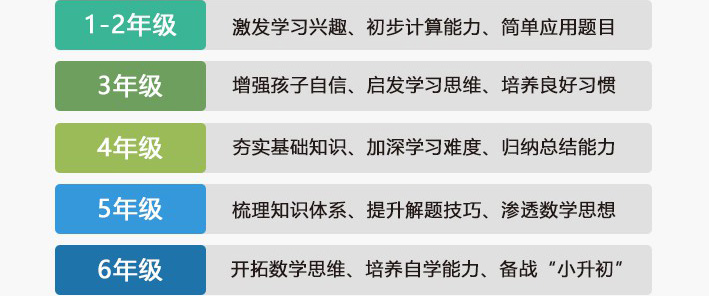 1-2年级 激发学习兴趣、初步计算能力、简单应用题目
3年级 增强孩子自信、启发学习思维、培养良好习惯
4年级 夯实基础知识、加深学习难度、归纳总结能力
5年级 梳理知识体系、提升解题技巧、渗透数学思想
6年级 开拓数学思维、培养自学能力、备战“小升初”